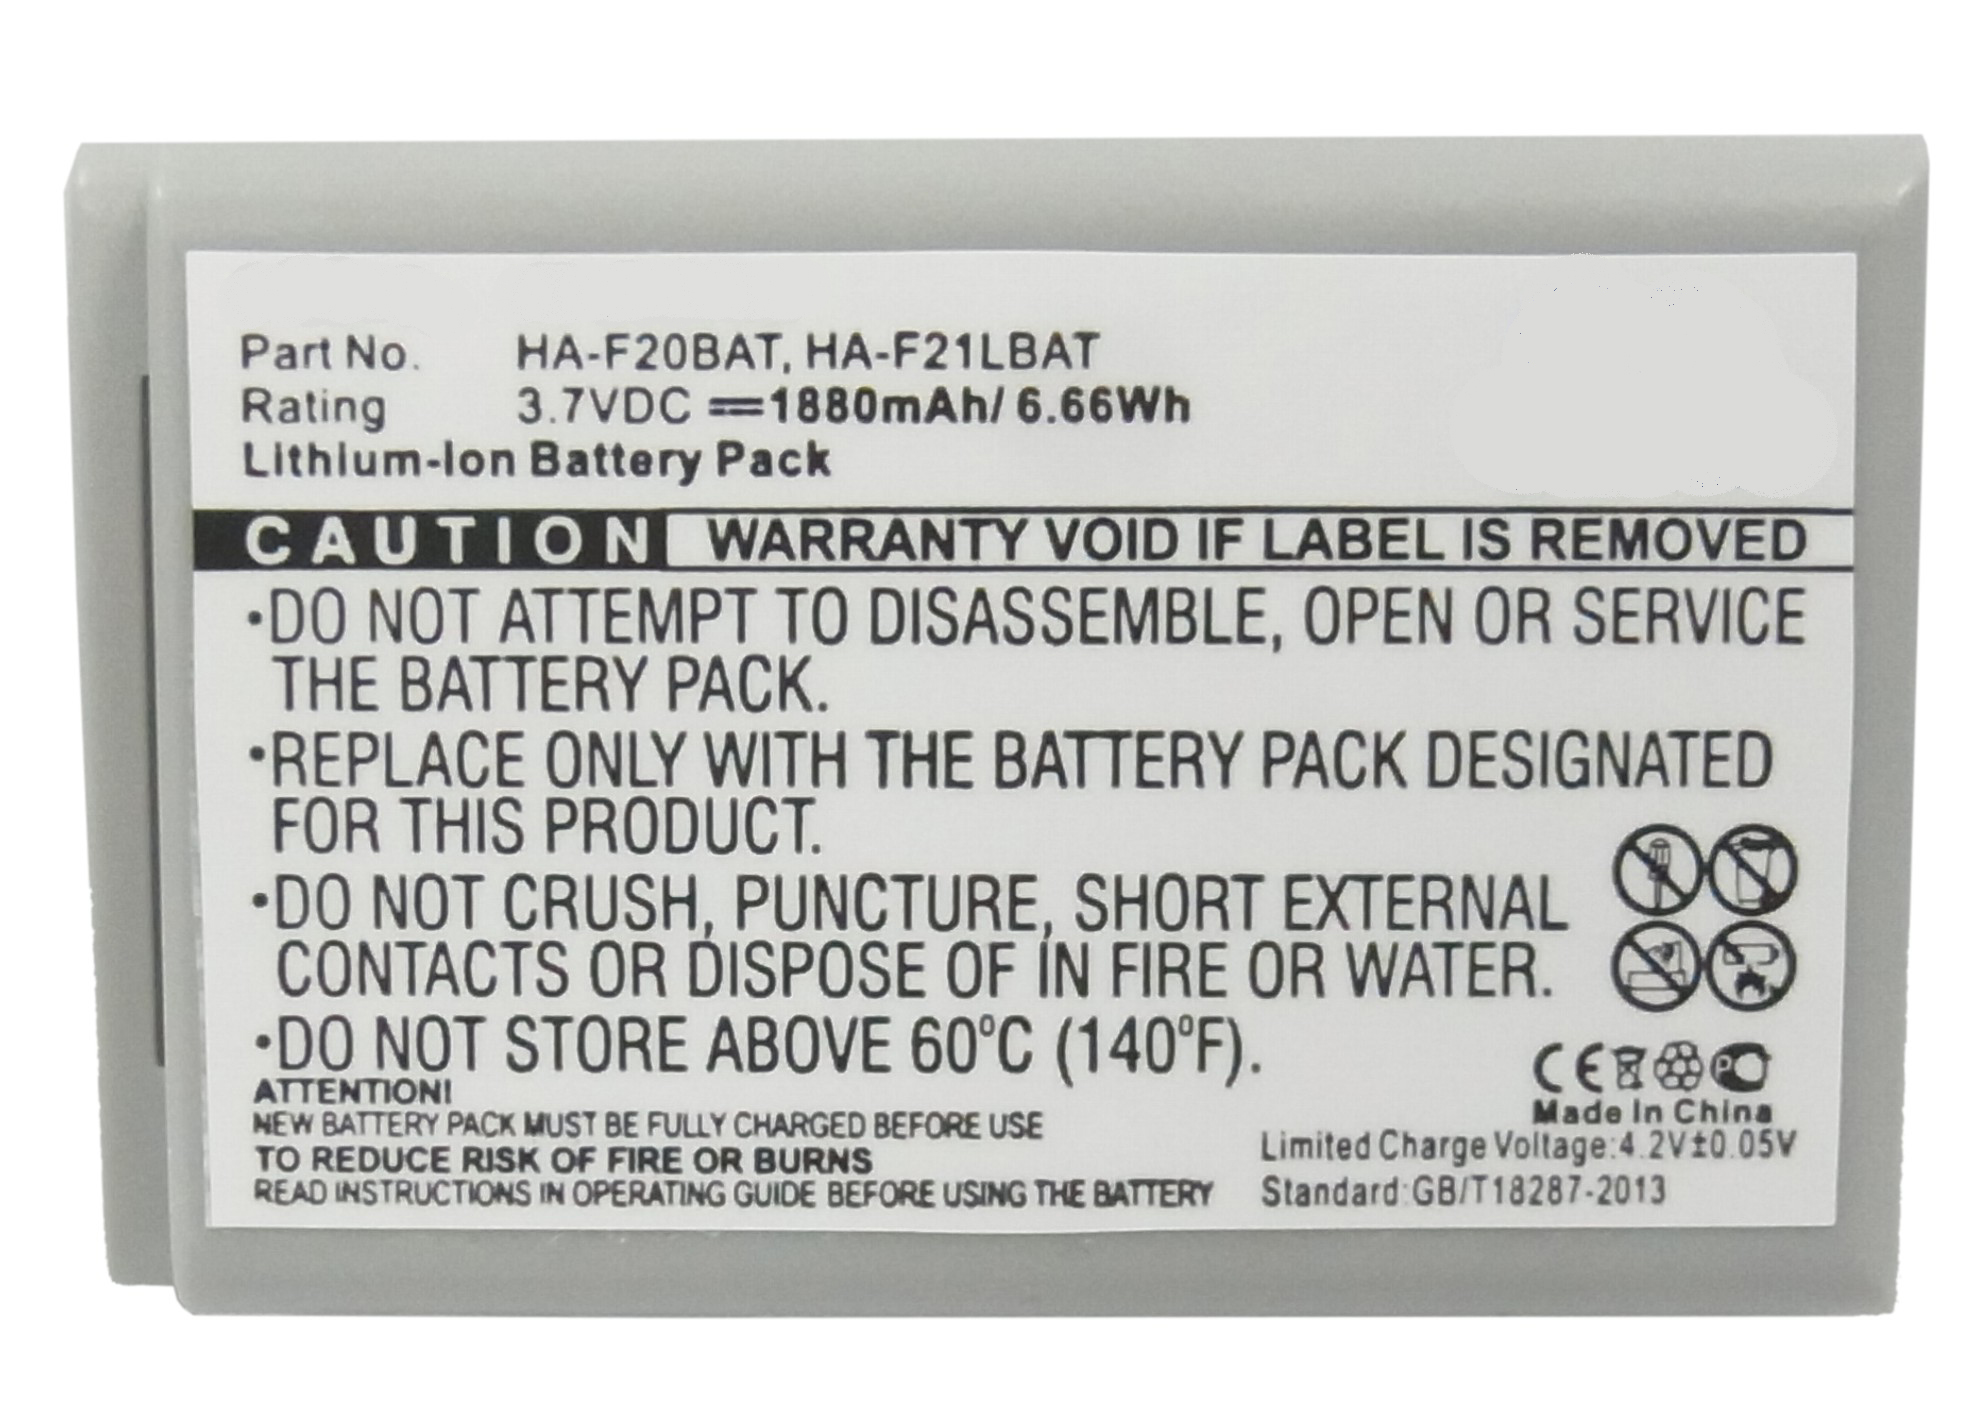 Part No. HA-F20BAT, HA-F21LBAT
Rating 3.7VDC ⎓1880mAh/ 6.66Wh
Lithium-Ion Battery Pack
CAUTION WARRANTY VOID IF LABEL IS REMOVED
•DO NOT ATTEMPT TO DISASSEMBLE, OPEN OR SERVICE
THE BATTERY PACK.
•REPLACE ONLY WITH THE BATTERY PACK DESIGNATED
FOR THIS PRODUCT.
•DO NOT CRUSH, PUNCTURE, SHORT EXTERNAL
CONTACTS OR DISPOSE OF IN FIRE OR WATER.
•DO NOT STORE ABOVE 60°C (140°F).
ATTENTION!
NEW BATTERY PACK MUST BE FULLY CHARGED BEFORE USE
TO REDUCE RISK OF FIRE OR BURNS
READ INSTRUCTIONS IN OPERATING GUIDE BEFORE USING THE BATTERY
CE
Made In China
Limited Charge Voltage:4.2V±0.05V
Standard:GB/T18287-2013